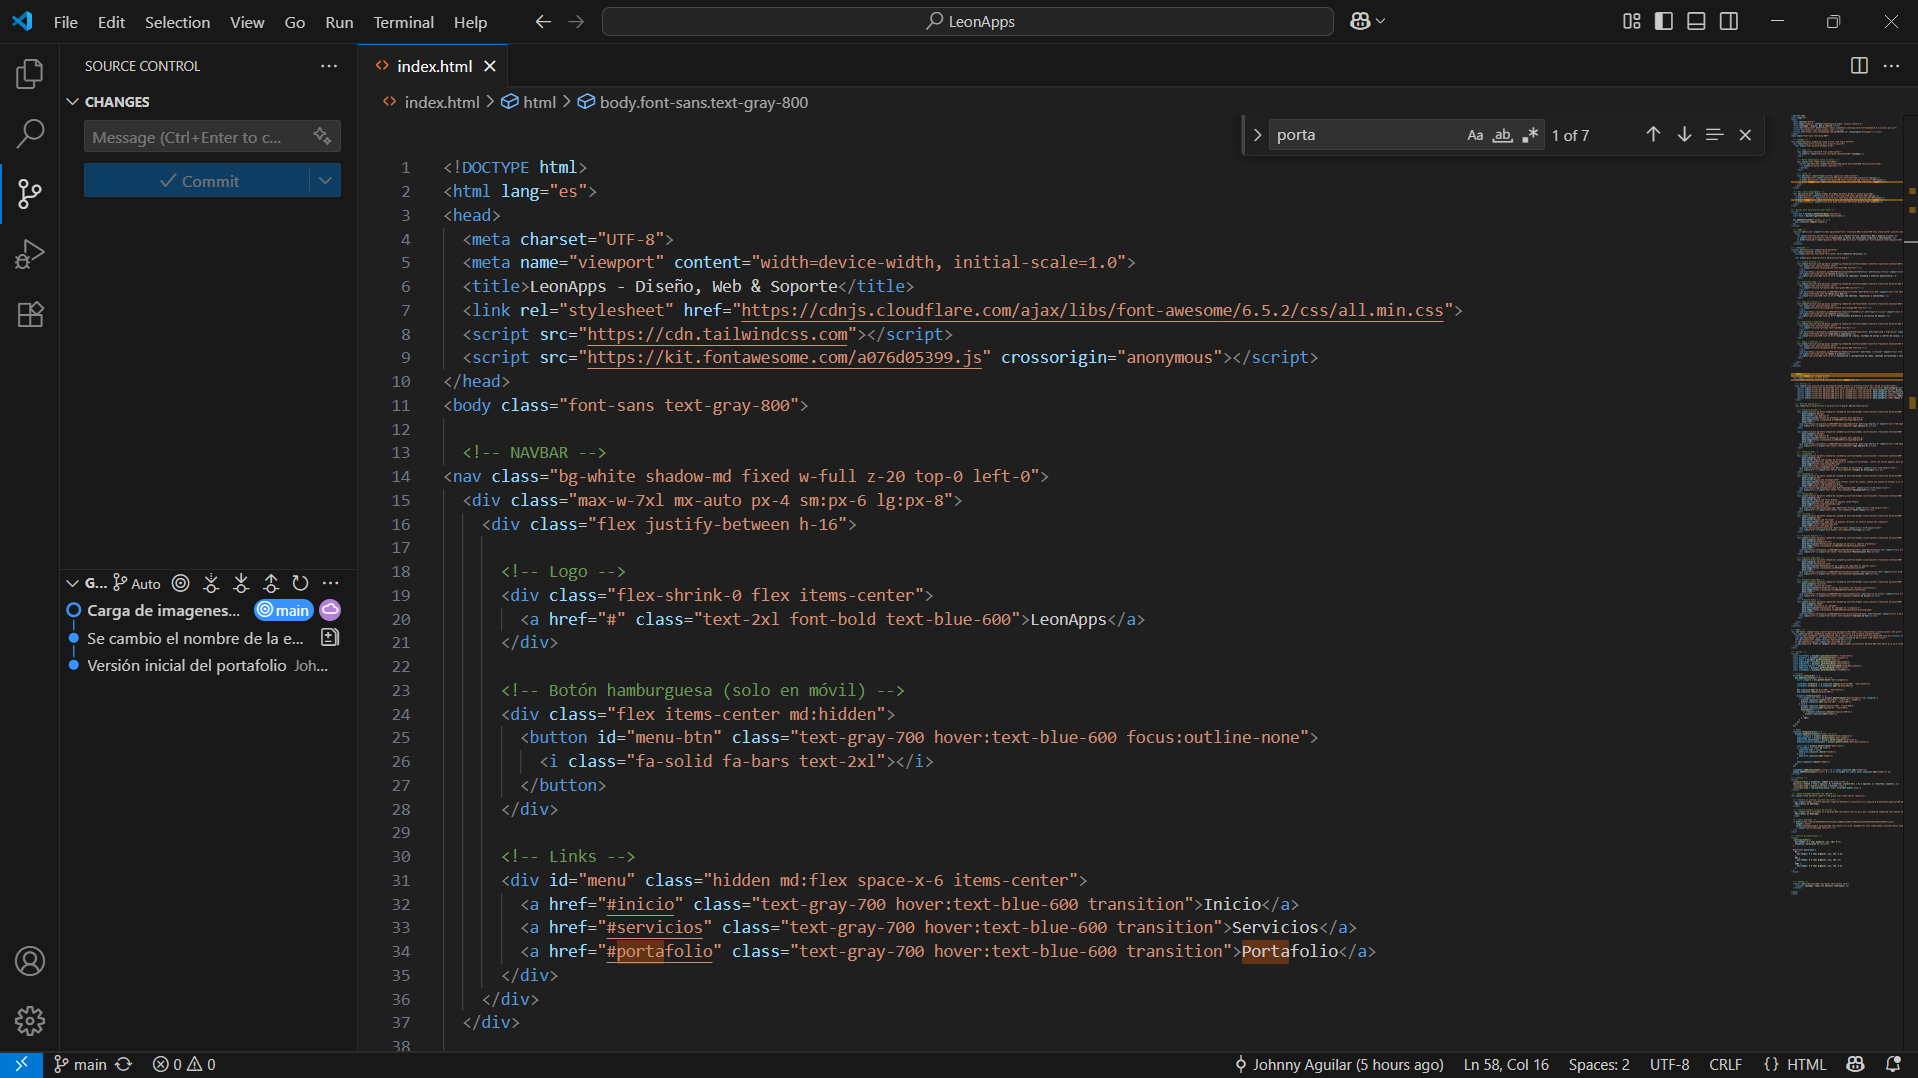 File Edit Selection View Go Run Terminal Help
LeonApps
SOURCE CONTROL
CHANGES
Message (Ctrl+Enter to c...
Commit
G... Auto
Carga de imagenes... main
Se cambio el nombre de la e...
Versión inicial del portafolio Joh...
index.html
index.html > html > body.font-sans.text-gray-800
porta Aa ab 1 of 7
1 <!DOCTYPE html>
2 <html lang="es">
3 <head>
4 <meta charset="UTF-8">
5 <meta name="viewport" content="width=device-width, initial-scale=1.0">
6 <title>LeonApps - Diseño, Web & Soporte</title>
7 <link rel="stylesheet" href="https://cdnjs.cloudflare.com/ajax/libs/font-awesome/6.5.2/css/all.min.css">
8 <script src="https://cdn.tailwindcss.com"></script>
9 <script src="https://kit.fontawesome.com/a076d05399.js" crossorigin="anonymous"></script>
10 </head>
11 <body class="font-sans text-gray-800">
12
13 <!-- NAVBAR -->
14 <nav class="bg-white shadow-md fixed w-full z-20 top-0 left-0">
15 <div class="max-w-7xl mx-auto px-4 sm:px-6 lg:px-8">
16 <div class="flex justify-between h-16">
17
18 <!-- Logo -->
19 <div class="flex-shrink-0 flex items-center">
20 <a href="#" class="text-2xl font-bold text-blue-600">LeonApps</a>
21 </div>
22
23 <!-- Botón hamburguesa (solo en móvil) -->
24 <div class="flex items-center md:hidden">
25 <button id="menu-btn" class="text-gray-700 hover:text-blue-600 focus:outline-none">
26 <i class="fa-solid fa-bars text-2xl"></i>
27 </button>
28 </div>
29
30 <!-- Links -->
31 <div id="menu" class="hidden md:flex space-x-6 items-center">
32 <a href="#inicio" class="text-gray-700 hover:text-blue-600 transition">Inicio</a>
33 <a href="#servicios" class="text-gray-700 hover:text-blue-600 transition">Servicios</a>
34 <a href="#portafolio" class="text-gray-700 hover:text-blue-600 transition">Portafolio</a>
35 </div>
36 </div>
37 </div>
38
main 0 0 Johnny Aguilar (5 hours ago) Ln 58, Col 16 Spaces: 2 UTF-8 CRLF {} HTML